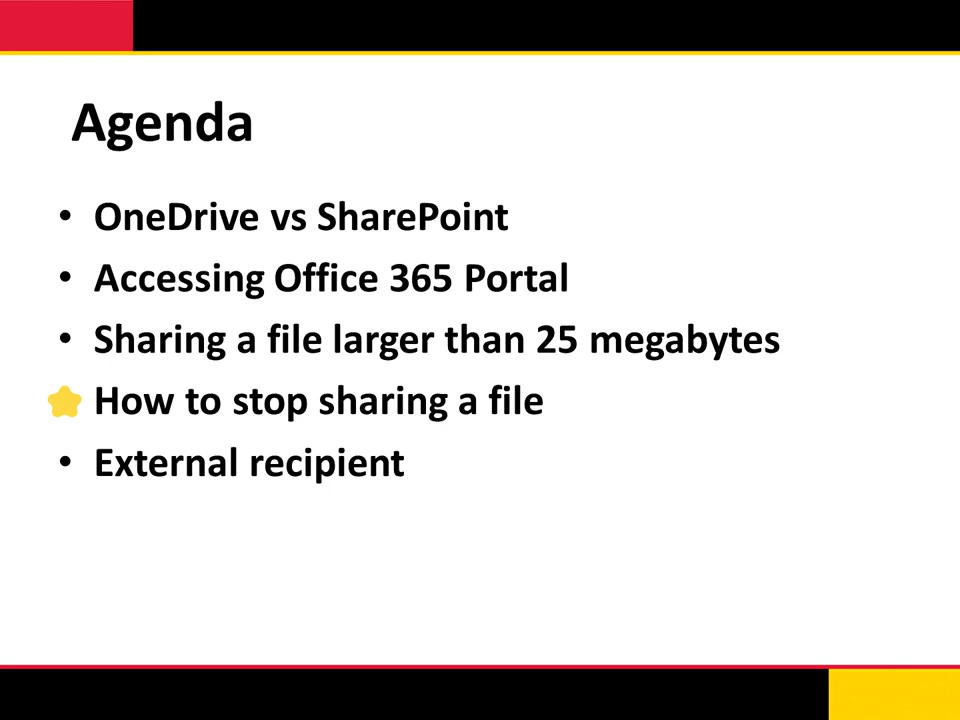 Agenda
• OneDrive vs SharePoint
• Accessing Office 365 Portal
• Sharing a file larger than 25 megabytes
How to stop sharing a file
• External recipient